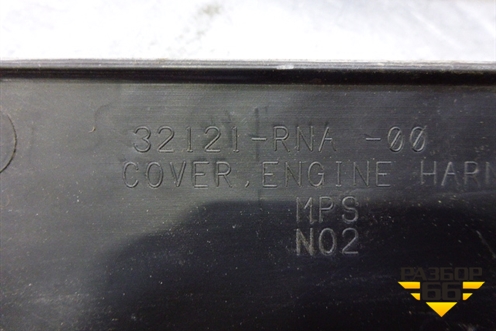 32121-RNA -00
COVER, ENGINE HAR
MPS
N02
РАЗБОР
66